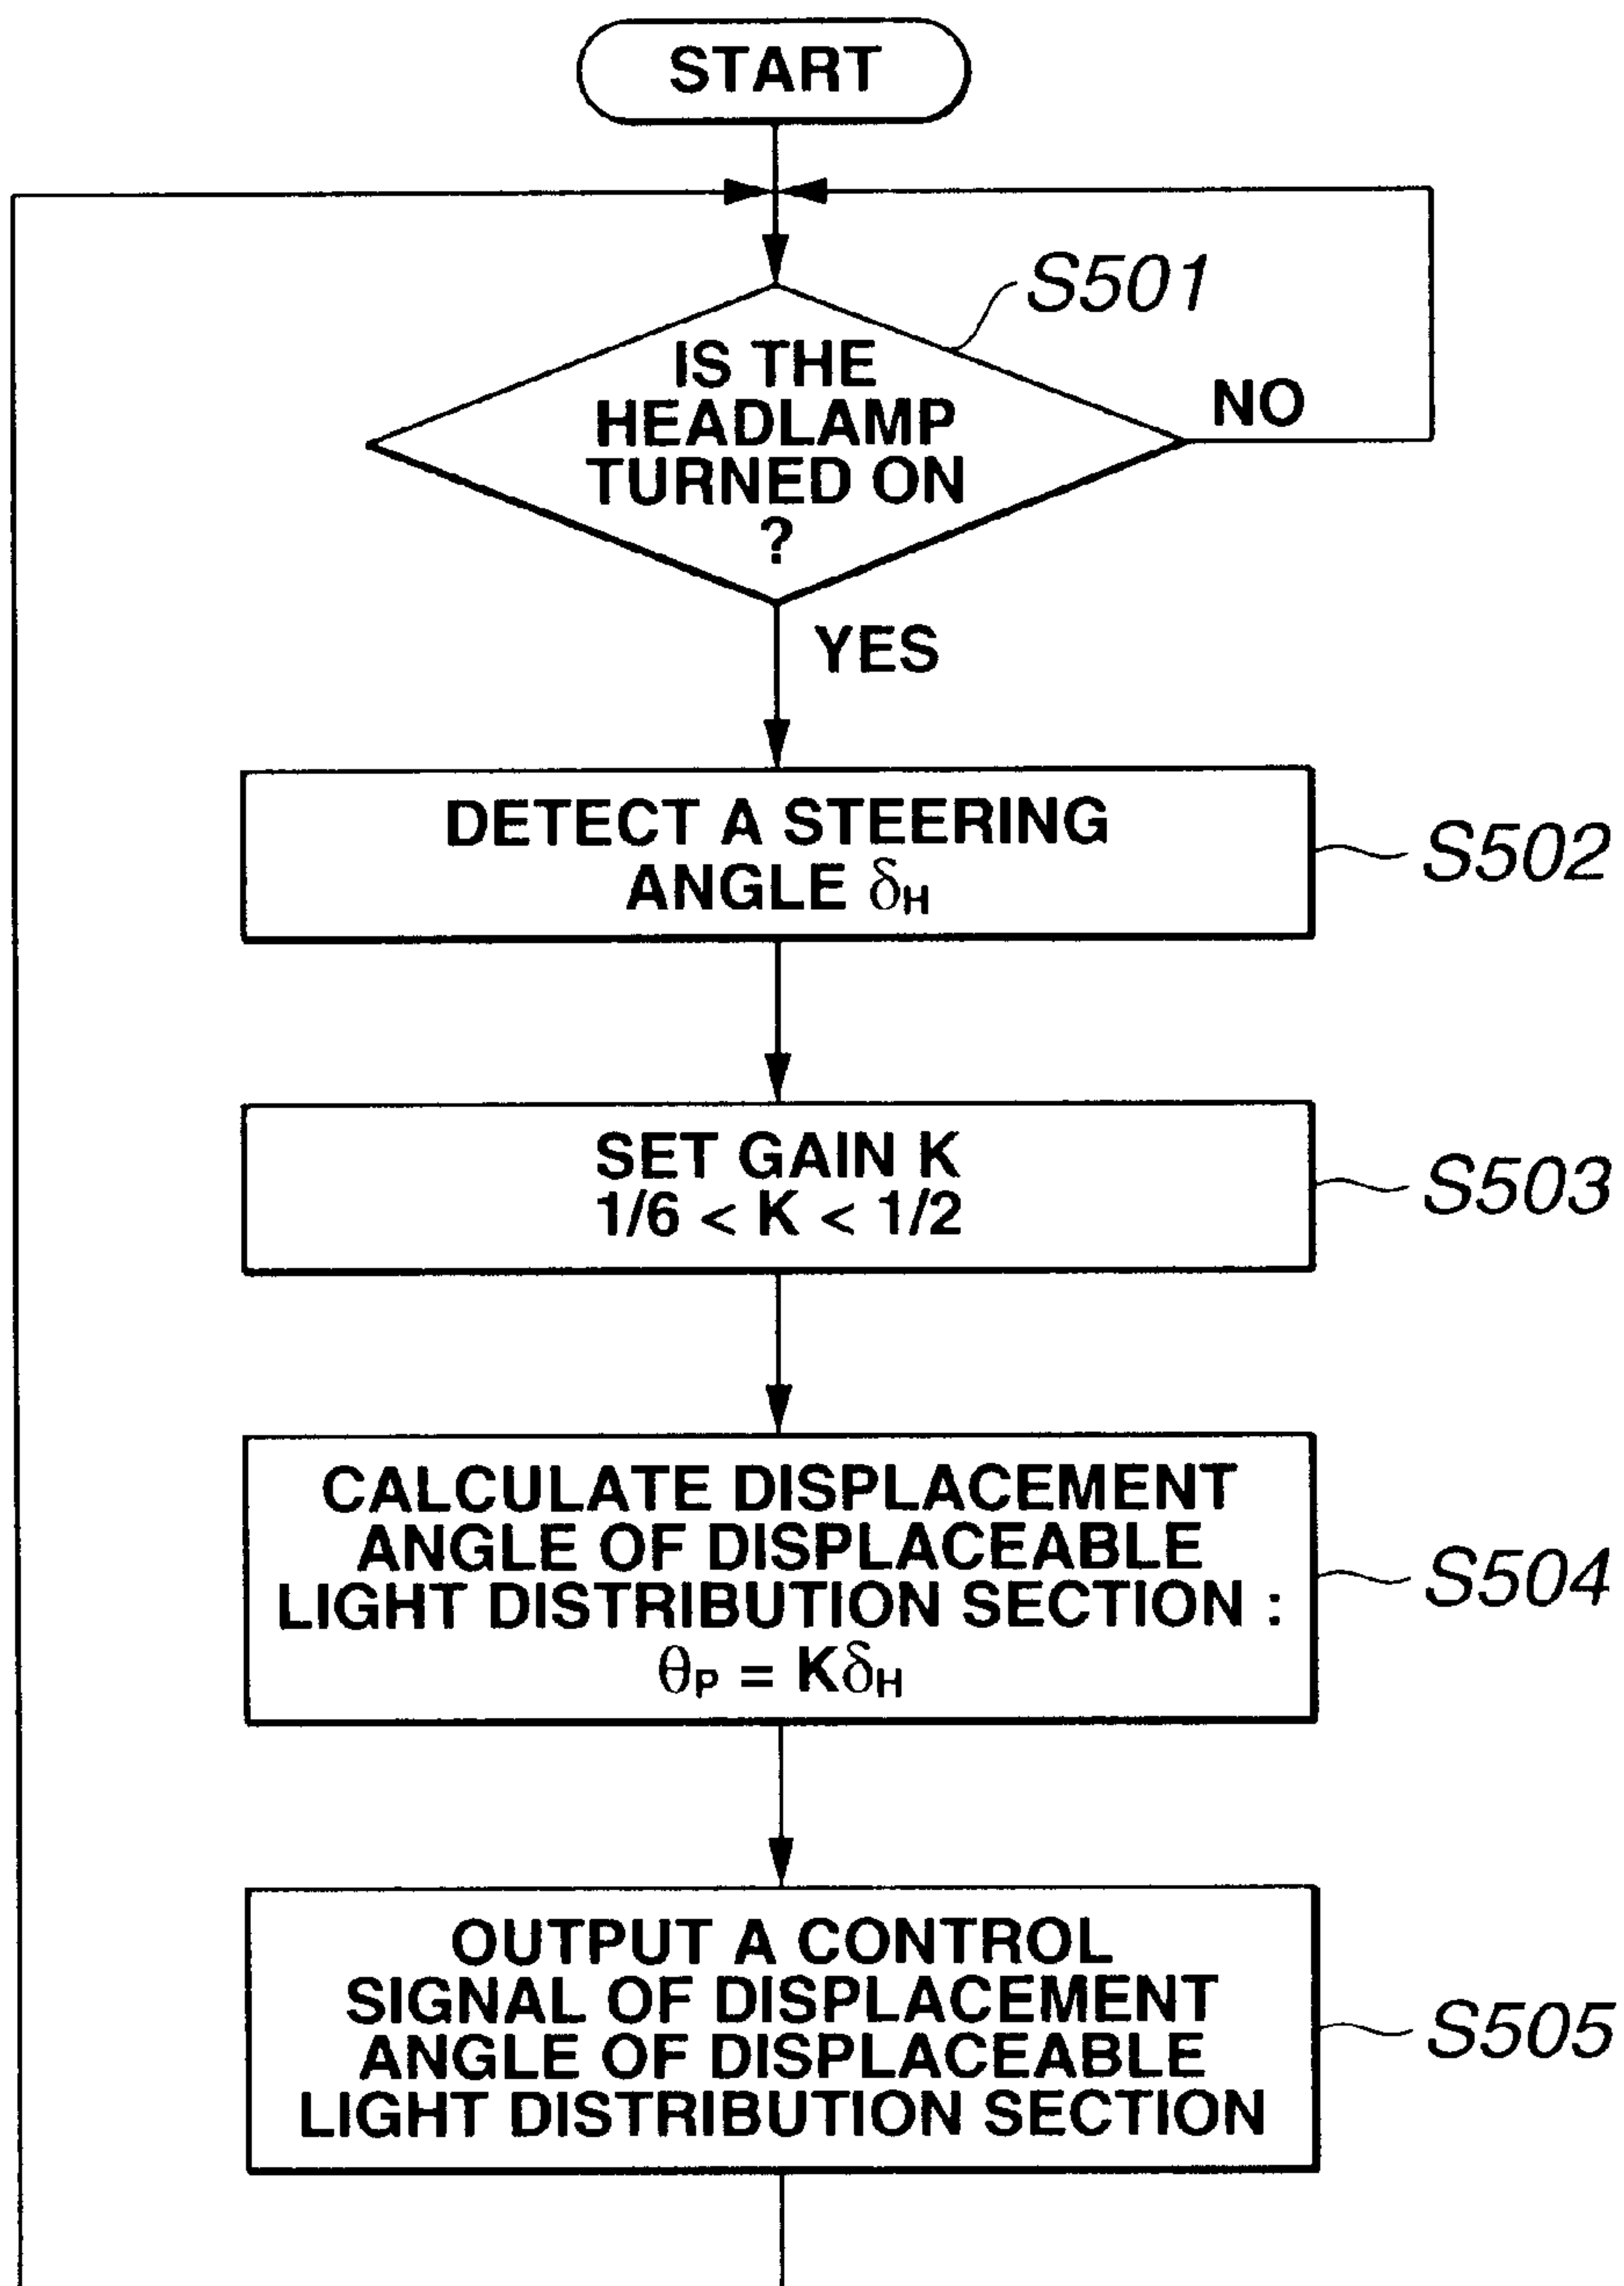 START
S501
IS THE
HEADLAMP
TURNED ON
?
NO
YES
DETECT A STEERING
ANGLE δH
S502
SET GAIN K
1/6 < K < 1/2
S503
CALCULATE DISPLACEMENT
ANGLE OF DISPLACEABLE
LIGHT DISTRIBUTION SECTION :
θP = KδH
S504
OUTPUT A CONTROL
SIGNAL OF DISPLACEMENT
ANGLE OF DISPLACEABLE
LIGHT DISTRIBUTION SECTION
S505